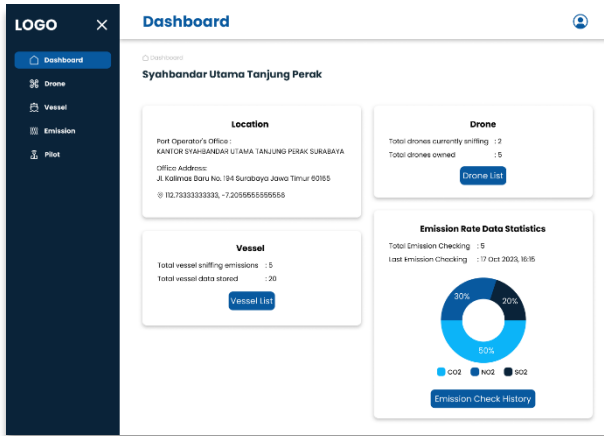 LOGO
Dashboard
Drone
Vessel
Emission
Pilot
Dashboard
Dashboard
Syahbandar Utama Tanjung Perak
Location
Port Operator's Office :
KANTOR SYAHBANDAR UTAMA TANJUNG PERAK SURABAYA
Office Address:
Jl. Kalimas Baru No. 194 Surabaya Jawa Timur 60165
112.73333333333, -7.2055555555556
Vessel
Total vessel sniffing emissions : 5
Total vessel data stored : 20
Vessel List
Drone
Total drones currently sniffing : 2
Total drones owned : 5
Drone List
Emission Rate Data Statistics
Total Emission Checking : 5
Last Emission Checking : 17 Oct 2023, 16:15
30%
20%
50%
CO2 NO2 SO2
Emission Check History